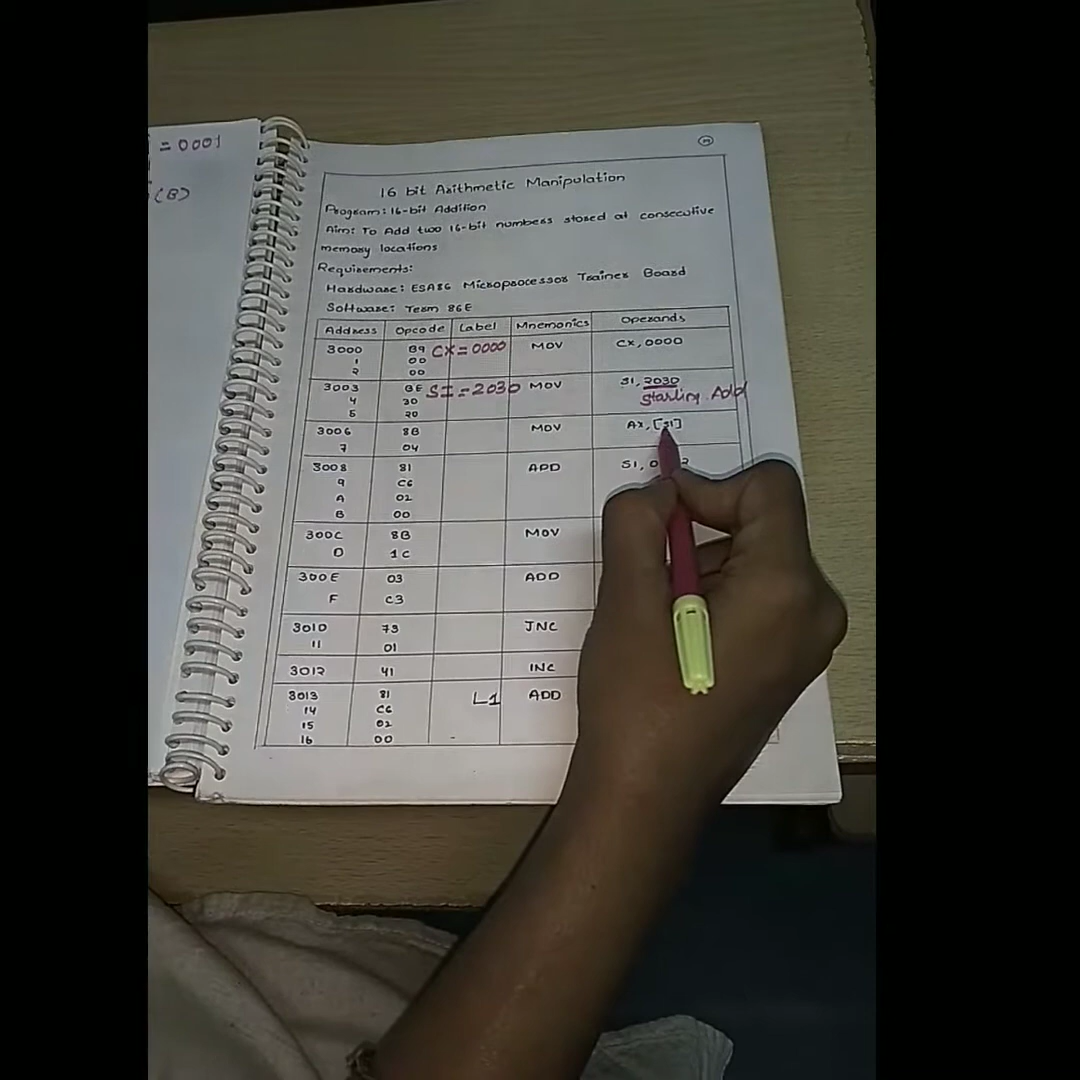 = 0001
(B)
16 bit Arithmetic Manipulation
Program: 16-bit Addition
Aim: To Add two 16-bit numbers stored at consecutive
memory locations
Requirements:
Hardware: ESA86 Microprocessor Trainer Board
Software: Term 86E
Address Opcode Label Mnemonics Operands
3000 B9 CX = 0000 MOV CX, 0000
1 00
2 00
3003 BE SI = 2030 MOV SI, 2030
4 30 Starting Add
5 20
3006 8B MOV AX, [SI]
7 04
3008 81 ADD SI, 0
9 C6
A 02
B 00
300C 8B MOV
D 1C
300E 03 ADD
F C3
3010 73 JNC
11 01
3012 41 INC
3013 81 L1 ADD
14 C6
15 02
16 00